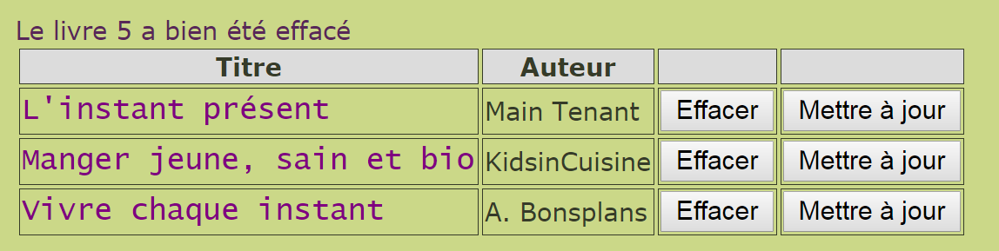 Le livre 5 a bien été effacé
Titre Auteur
L'instant présent Main Tenant Effacer Mettre à jour
Manger jeune, sain et bio KidsinCuisine Effacer Mettre à jour
Vivre chaque instant A. Bonsplans Effacer Mettre à jour